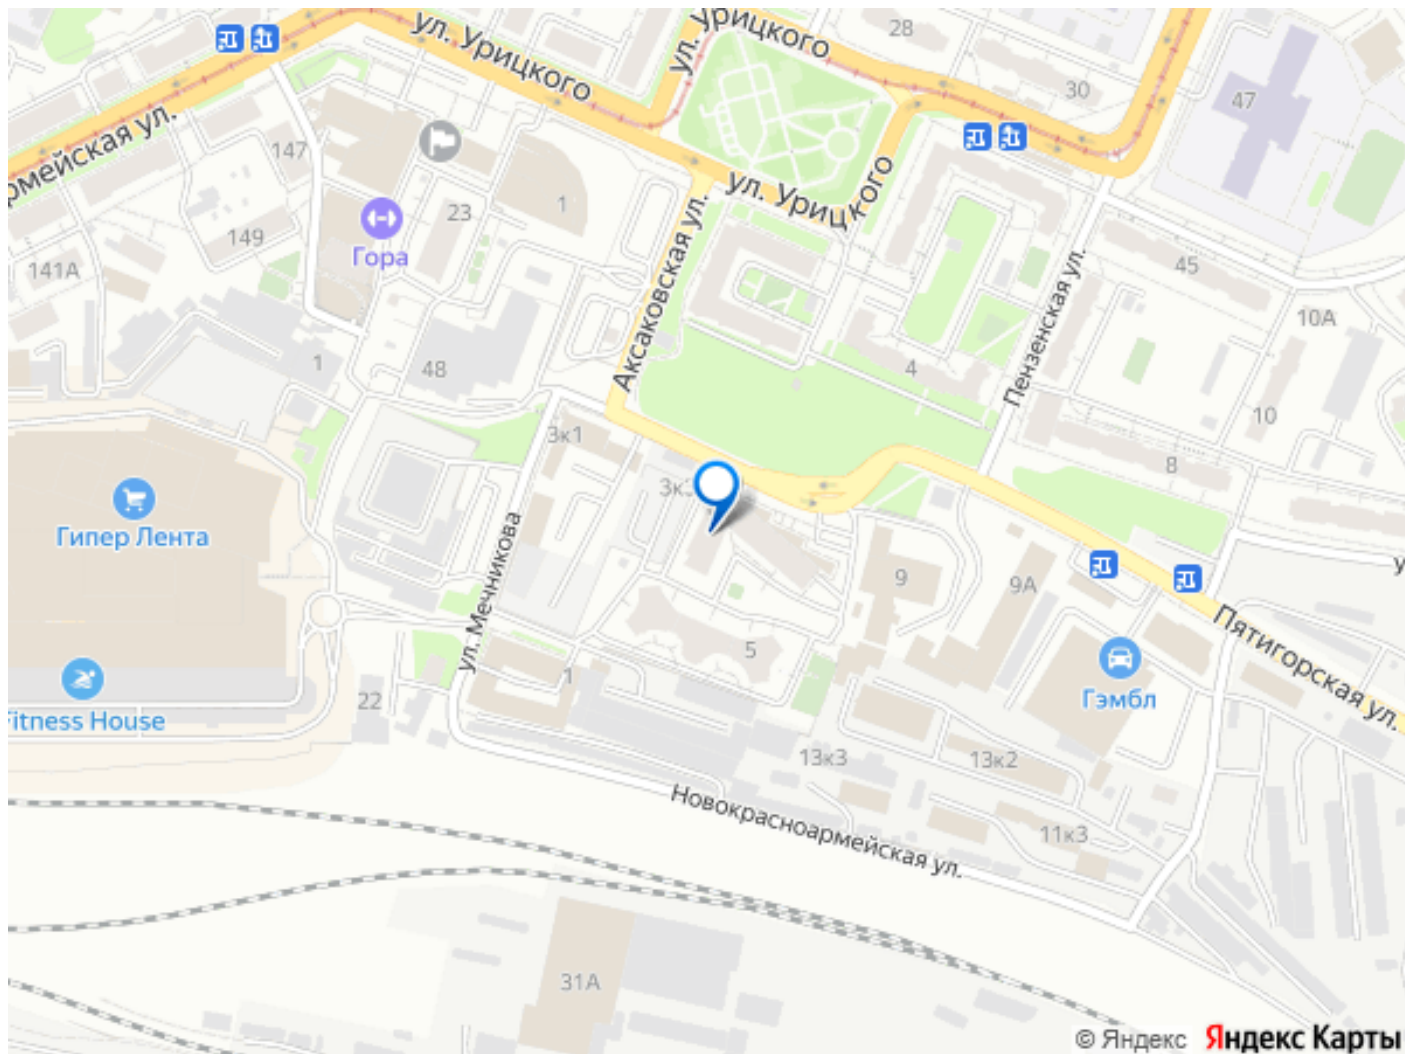 ул. Урицкого
ул. Урицкого
28
30
47
рмейская ул.
147
ул. Урицкого
23
1
149
Гора
141А
Аксаковская ул.
Пензенская ул.
45
10А
1
48
4
10
3к1
8
3к3
Гипер Лента
ул. Мечникова
9
9А
у
Пятигорская ул.
5
1
22
Гэмбл
itness House
13к3
13к2
Новокрасноармейская ул.
11к3
31А
© Яндекс Яндекс Карты